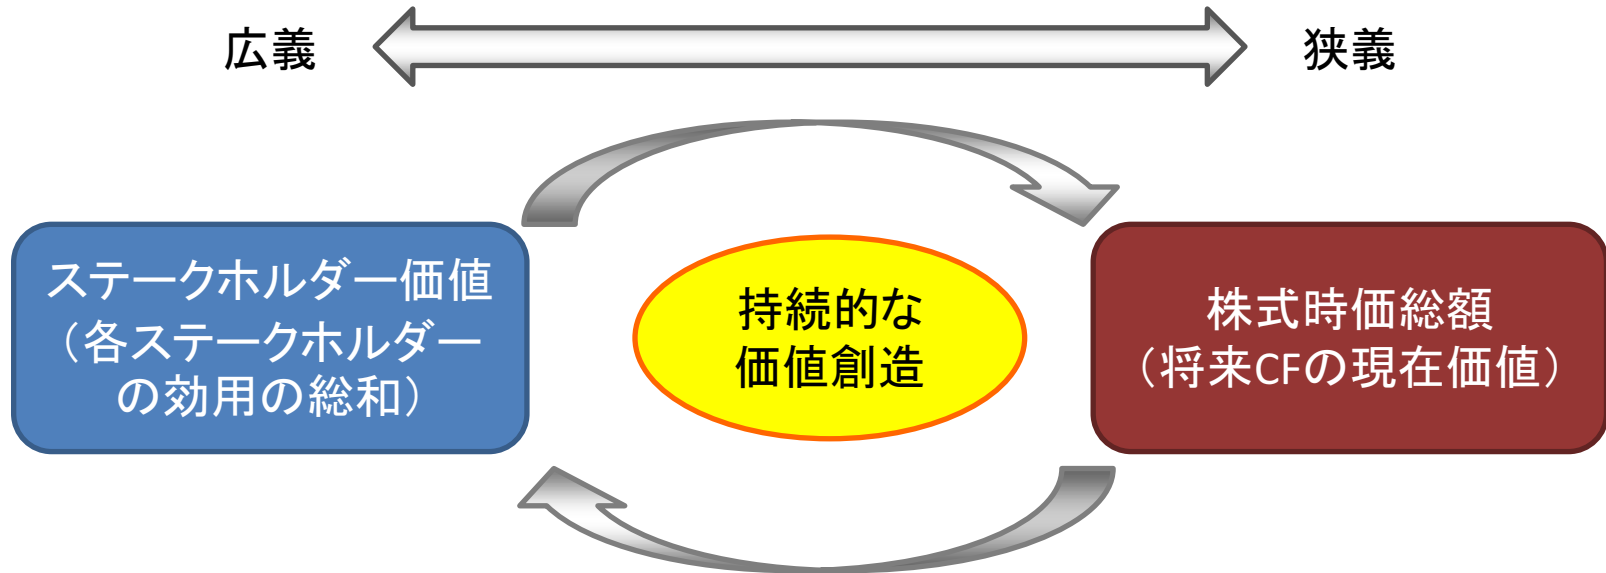 広義
狭義
ステークホルダー価値
（各ステークホルダー
の効用の総和）
持続的な
価値創造
株式時価総額
（将来CFの現在価値）